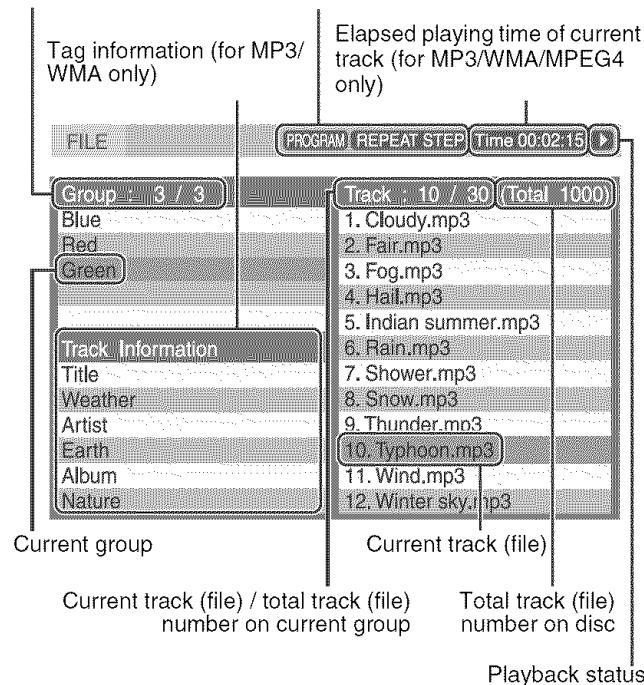 Tag information (for MP3/
WMA only)
Elapsed playing time of current
track (for MP3/WMA/MPEG4
only)
FILE
PROGRAM REPEAT STEP Time 00:02:15
Group : 3 / 3
Blue
Red
Green
Track Information
Title
Weather
Artist
Earth
Album
Nature
Track : 10 / 30 (Total 1000)
1. Cloudy.mp3
2. Fair.mp3
3. Fog.mp3
4. Hail.mp3
5. Indian summer.mp3
6. Rain.mp3
7. Shower.mp3
8. Snow.mp3
9. Thunder.mp3
10. Typhoon.mp3
11. Wind.mp3
12. Winter sky.mp3
Current group
Current track (file)
Current track (file) / total track (file)
number on current group
Total track (file)
number on disc
Playback status